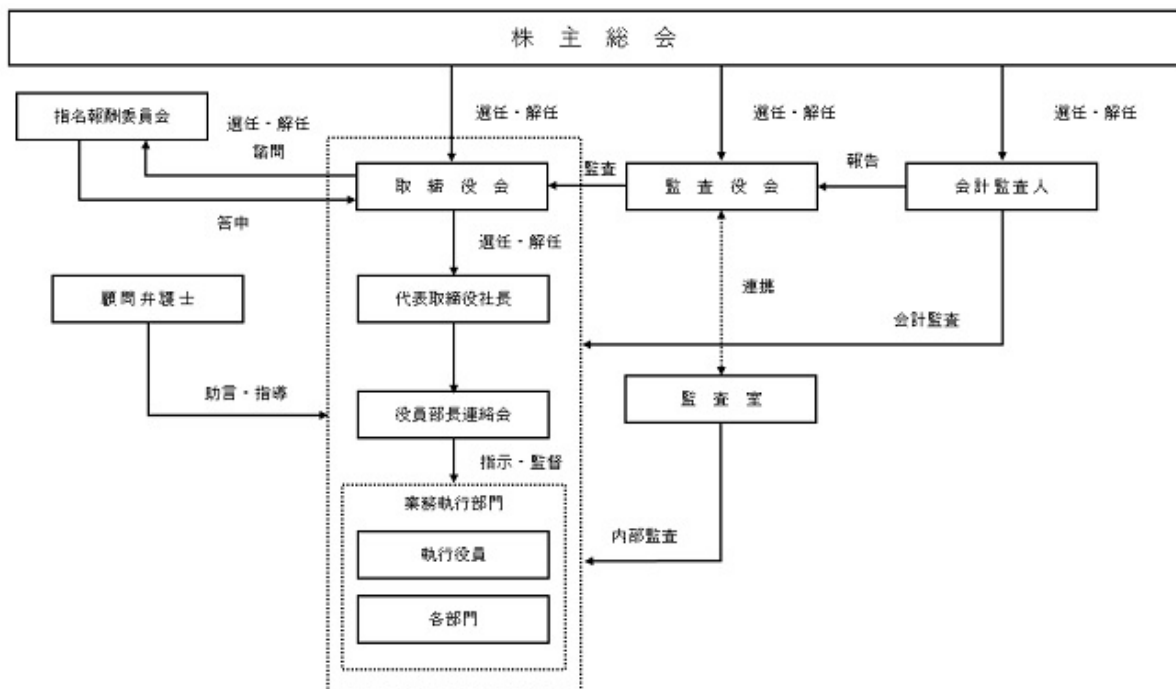 株 主 総 会
選任・解任
選任・解任
選任・解任
指名報酬委員会
選任・解任
諮問
取 締 役 会
監査
監 査 役 会
報告
会計監査人
答申
選任・解任
顧問弁護士
代表取締役社長
連携
会計監査
助言・指導
役員部長連絡会
監 査 室
指示・監督
業務執行部門
執行役員
内部監査
各部門